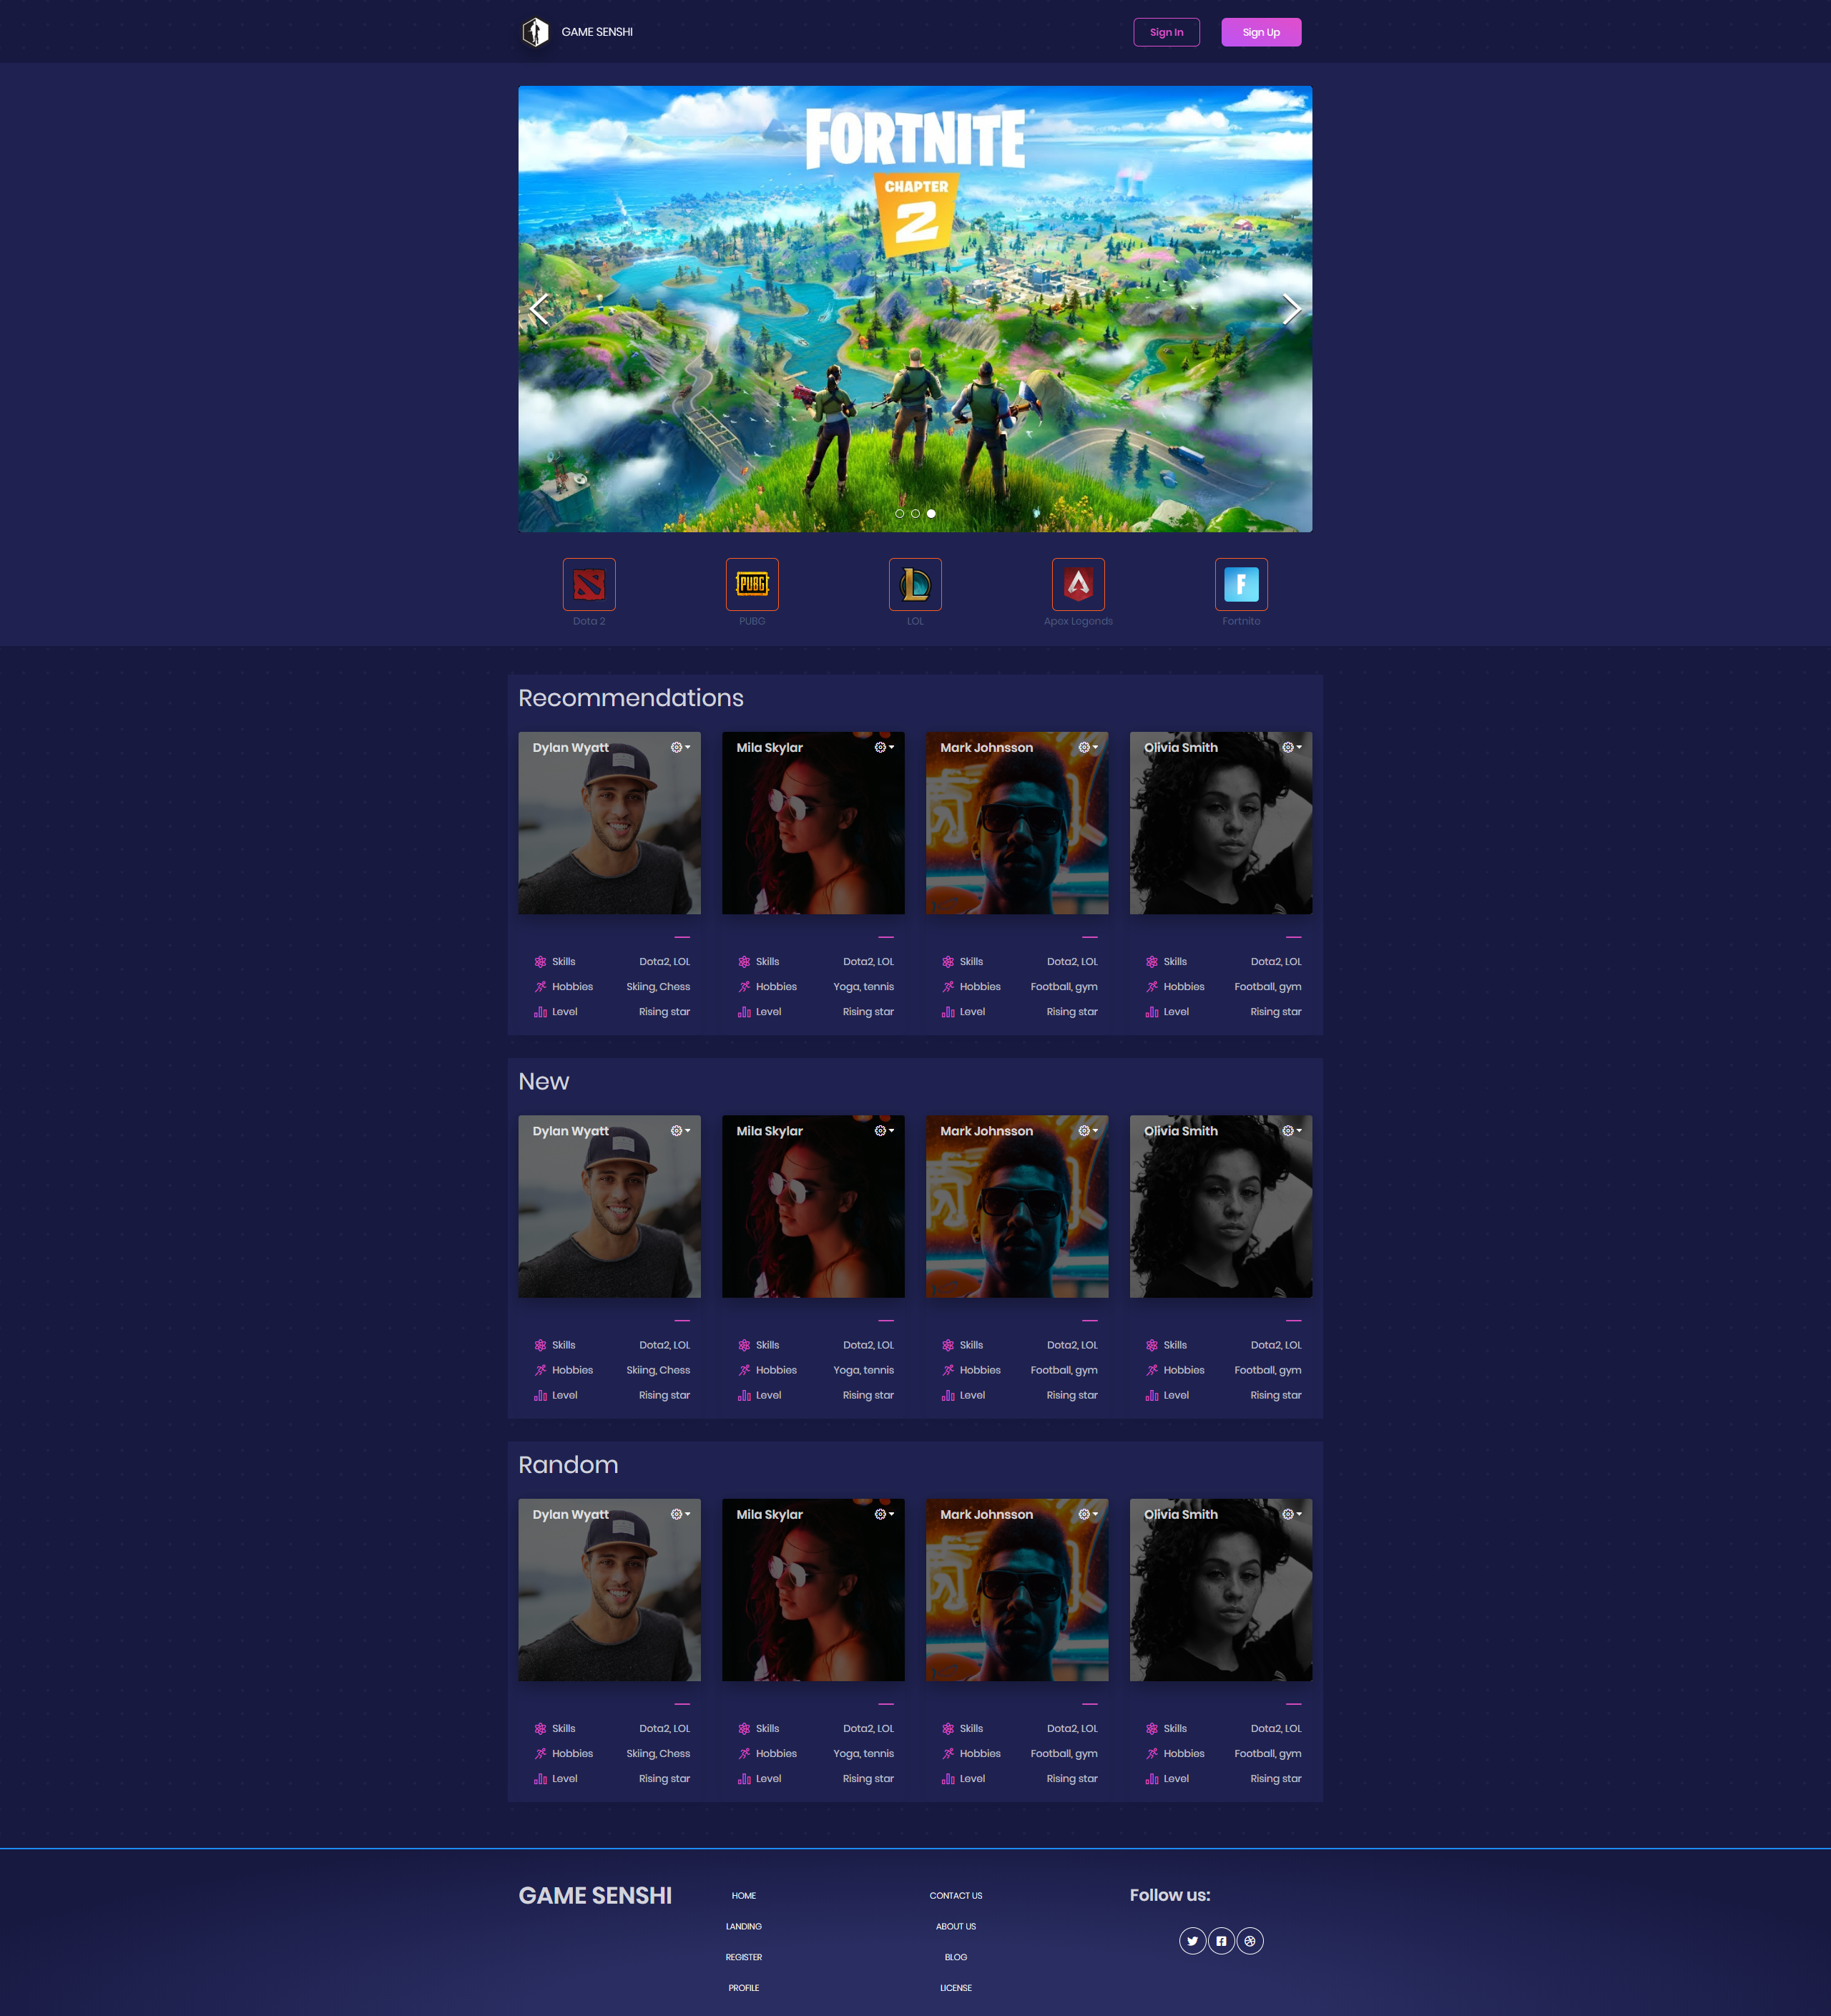 GAME SENSHI
Sign In
Sign Up
FORTNITE
CHAPTER
2
PUBG
F
Dota 2
PUBG
LOL
Apex Legends
Fortnite
Recommendations
Dylan Wyatt
Mila Skylar
Mark Johnsson
Olivia Smith
Skills Dota2, LOL
Hobbies Skiing, Chess
Level Rising star
Skills Dota2, LOL
Hobbies Yoga, tennis
Level Rising star
Skills Dota2, LOL
Hobbies Football, gym
Level Rising star
Skills Dota2, LOL
Hobbies Football, gym
Level Rising star
New
Dylan Wyatt
Mila Skylar
Mark Johnsson
Olivia Smith
Skills Dota2, LOL
Hobbies Skiing, Chess
Level Rising star
Skills Dota2, LOL
Hobbies Yoga, tennis
Level Rising star
Skills Dota2, LOL
Hobbies Football, gym
Level Rising star
Skills Dota2, LOL
Hobbies Football, gym
Level Rising star
Random
Dylan Wyatt
Mila Skylar
Mark Johnsson
Olivia Smith
Skills Dota2, LOL
Hobbies Skiing, Chess
Level Rising star
Skills Dota2, LOL
Hobbies Yoga, tennis
Level Rising star
Skills Dota2, LOL
Hobbies Football, gym
Level Rising star
Skills Dota2, LOL
Hobbies Football, gym
Level Rising star
GAME SENSHI
HOME
LANDING
REGISTER
PROFILE
CONTACT US
ABOUT US
BLOG
LICENSE
Follow us: